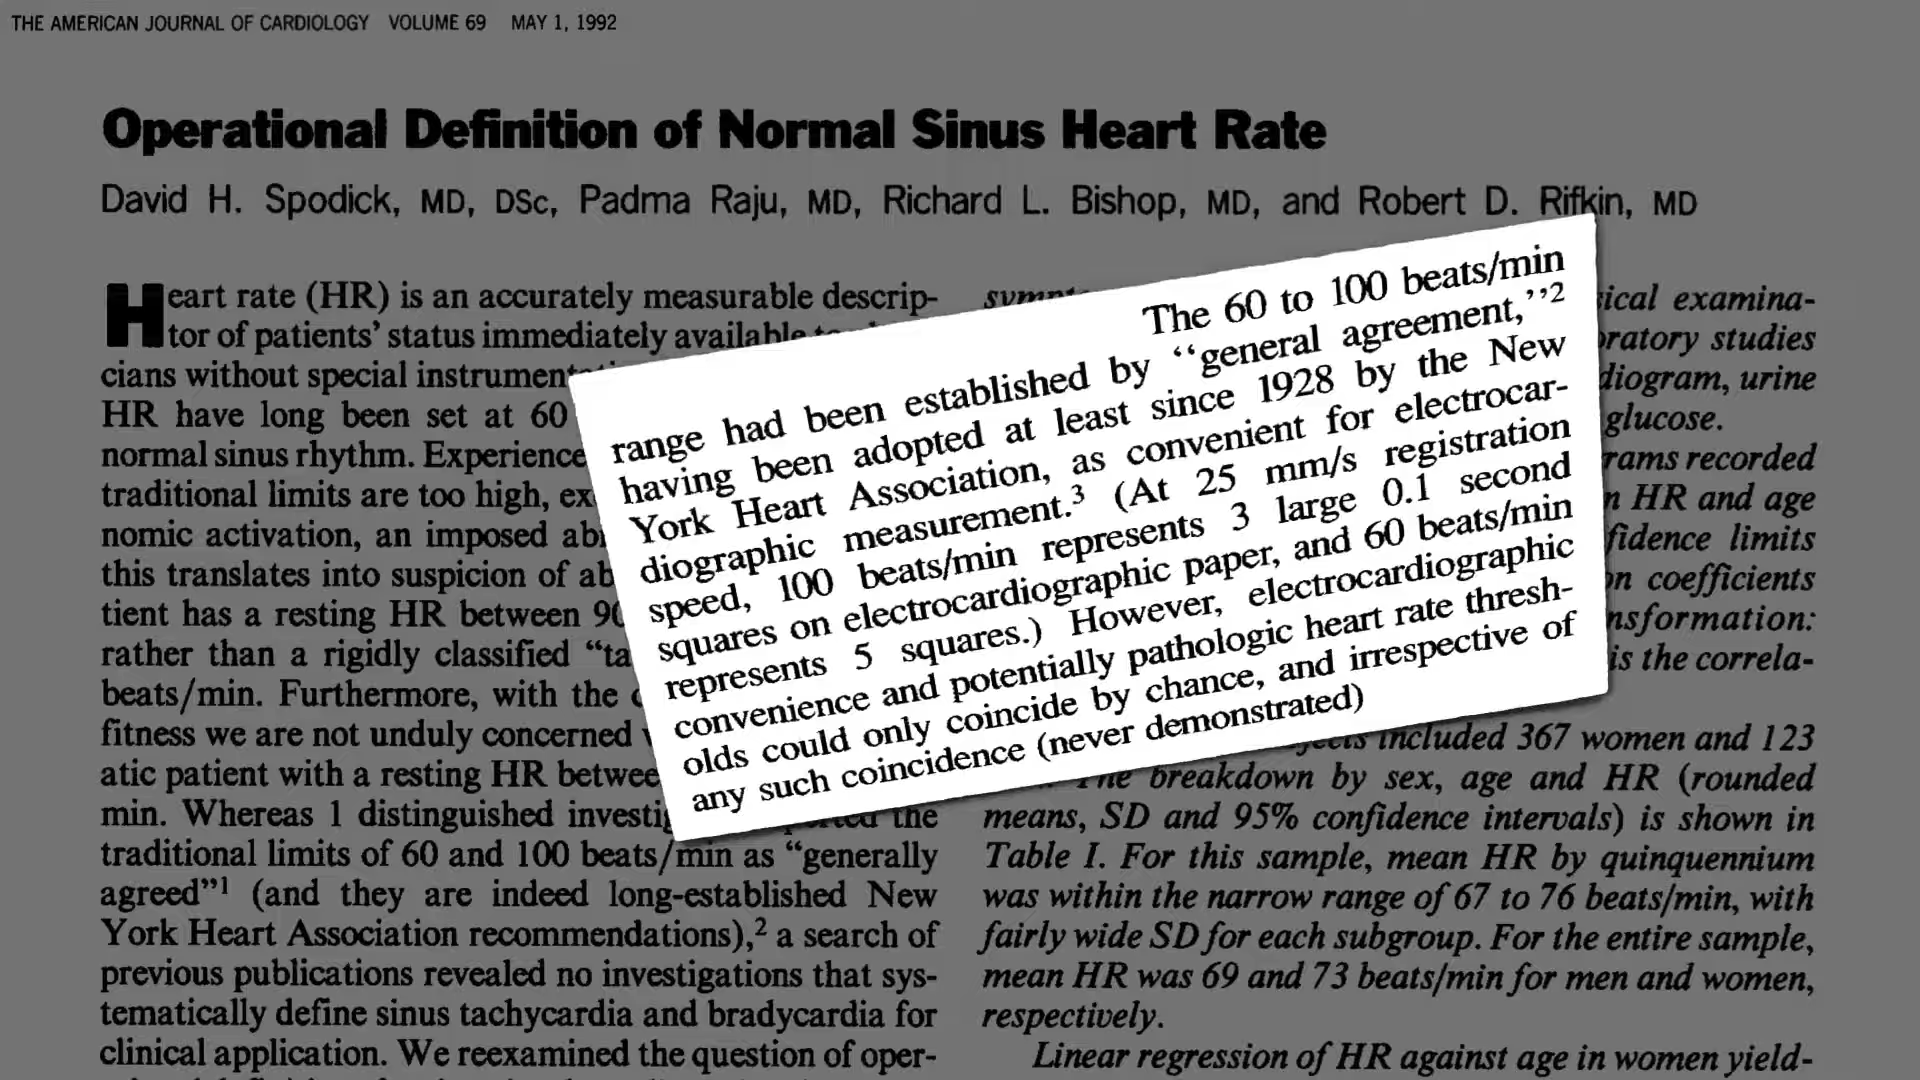 THE AMERICAN JOURNAL OF CARDIOLOGY VOLUME 69 MAY 1, 1992
Operational Definition of Normal Sinus Heart Rate
David H. Spodick, MD, DSc, Padma Raju, MD, Richard L. Bishop, MD, and Robert D. Rifkin, MD
Heart rate (HR) is an accurately measurable descrip-
tor of patients' status immediately available
cians without special
HR have long been set at 60
normal sinus rhythm. Experience
traditional limits are too high,
nomic activation, an imposed
this translates into suspicion of
tient has a resting HR between
rather than a rigidly classified
beats/min. Furthermore, with the
fitness we are not unduly concerned
atic patient with a resting HR
min. Whereas 1 distinguished the
traditional limits of 60 and 100 beats/min as “generally
agreed”1 (and they are indeed long-established New
York Heart Association recommendations),2 a search of
previous publications revealed no investigations that sys-
tematically define sinus tachycardia and bradycardia for
clinical application. We reexamined the question of oper-
The 60 to 100 beats/min
range had been established by “general agreement,”2
having been adopted at least since 1928 by the New
York Heart Association, as convenient for electrocar-
diographic measurement.3 (At 25 mm/s registration
speed, 100 beats/min represents 3 large 0.1 second
squares on electrocardiographic paper, and 60 beats/min
represents 5 squares.) However, electrocardiographic
convenience and potentially pathologic heart rate thresh-
olds could only coincide by chance, and irrespective of
any such coincidence (never demonstrated)
examina-
studies
urine
glucose.
recorded
HR and age
limits
coefficients
is the correla-
included 367 women and 123
The breakdown by sex, age and HR (rounded
means, SD and 95% confidence intervals) is shown in
Table I. For this sample, mean HR by quinquennium
was within the narrow range of 67 to 76 beats/min, with
fairly wide SD for each subgroup. For the entire sample,
mean HR was 69 and 73 beats/min for men and women,
respectively.
Linear regression of HR against age in women yield-